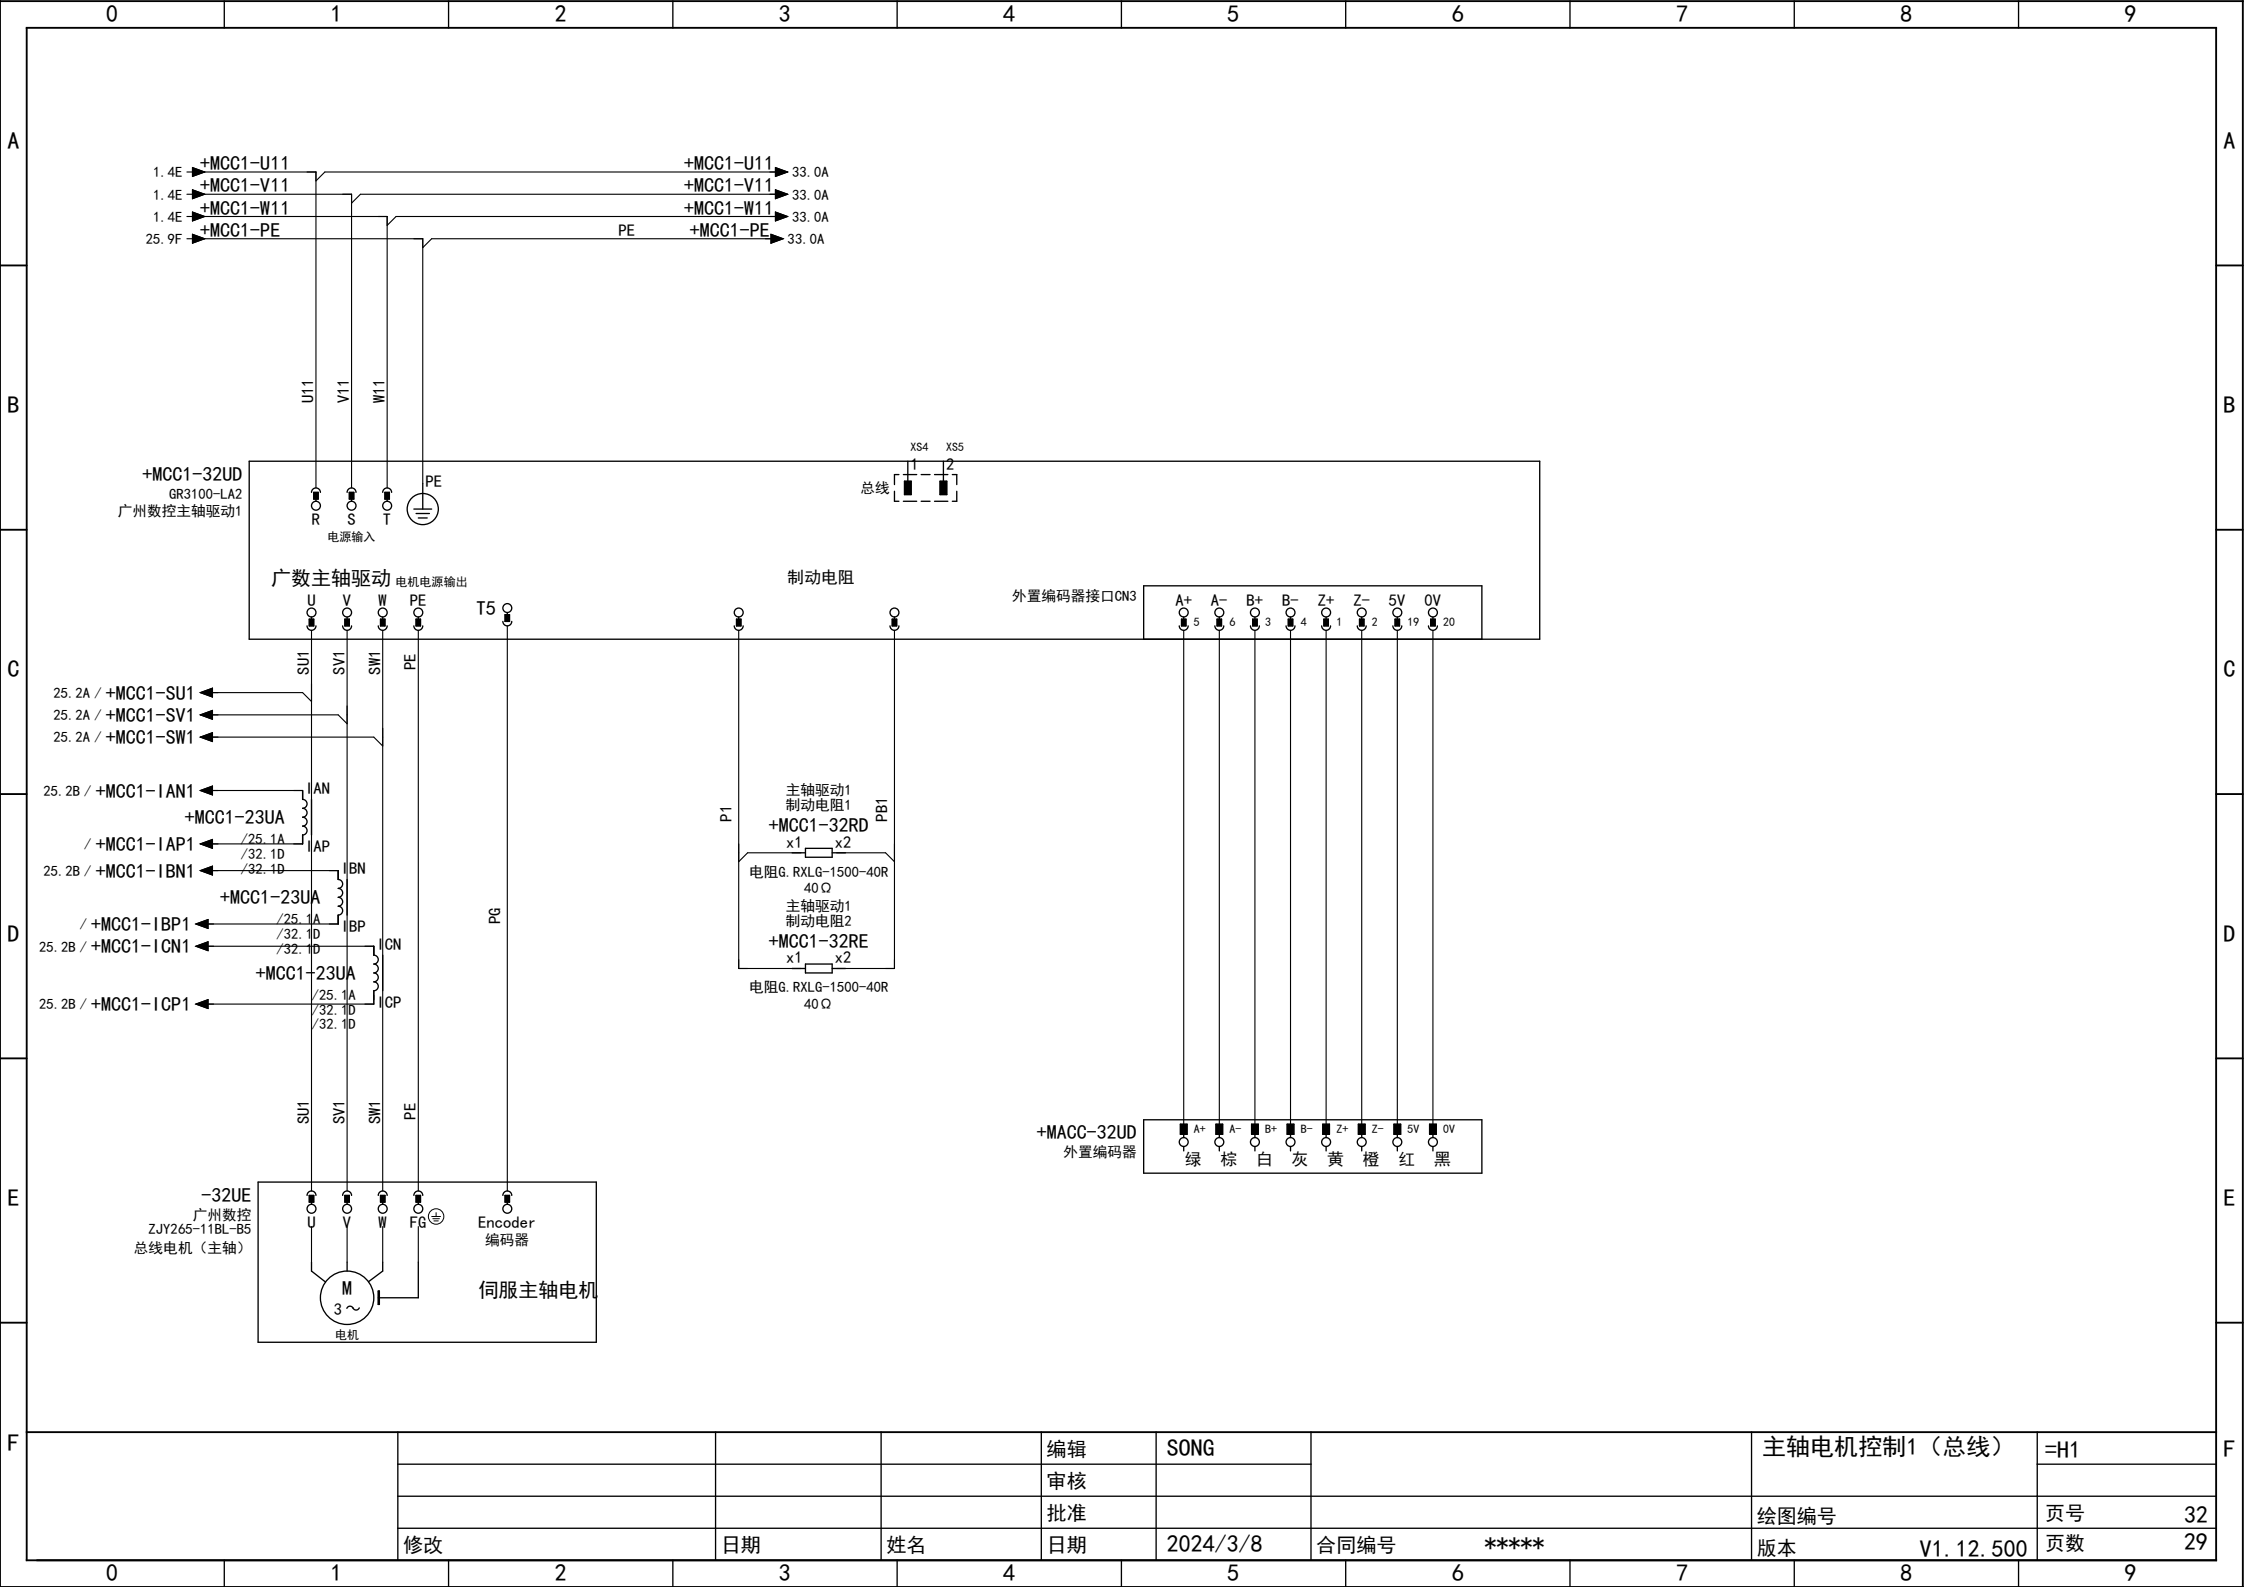 0 1 2 3 4 5 6 7 8 9
A A
1.4E +MCC1-U11 +MCC1-U11 33.0A
1.4E +MCC1-V11 +MCC1-V11 33.0A
1.4E +MCC1-W11 +MCC1-W11 33.0A
25.9F +MCC1-PE PE +MCC1-PE 33.0A
U11 V11 W11
B B
XS4 XS5
1 2
+MCC1-32UD
GR3100-LA2
广州数控主轴驱动1
PE
总线
R S T
电源输入
广数主轴驱动 电机电源输出
制动电阻
外置编码器接口CN3
U V W PE T5
A+ A- B+ B- Z+ Z- 5V 0V
5 6 3 4 1 2 19 20
SU1 SV1 SW1 PE
C C
25.2A / +MCC1-SU1
25.2A / +MCC1-SV1
25.2A / +MCC1-SW1
25.2B / +MCC1-IAN1 IAN
+MCC1-23UA
/25.1A
/32.1D
/32.1D
/ +MCC1-IAP1 IAP
25.2B / +MCC1-IBN1 IBN
+MCC1-23UA
/25.1A
/32.1D
/32.1D
/ +MCC1-IBP1 IBP
25.2B / +MCC1-ICN1 ICN
+MCC1-23UA
/25.1A
/32.1D
/32.1D
25.2B / +MCC1-ICP1 ICP
PG
P1 PB1
主轴驱动1
制动电阻1
+MCC1-32RD
x1 x2
电阻G.RXLG-1500-40R
40Ω
主轴驱动1
制动电阻2
+MCC1-32RE
x1 x2
电阻G.RXLG-1500-40R
40Ω
D D
SU1 SV1 SW1 PE
+MACC-32UD
外置编码器
A+ A- B+ B- Z+ Z- 5V 0V
绿 棕 白 灰 黄 橙 红 黑
E E
-32UE
广州数控
ZJY265-11BL-B5
总线电机（主轴）
U V W FG
Encoder
编码器
M
3～
电机
伺服主轴电机
F F
编辑 SONG
审核
批准
修改 日期 姓名 日期 2024/3/8 合同编号 *****
主轴电机控制1（总线） =H1
绘图编号 页号 32
版本 V1.12.500 页数 29
0 1 2 3 4 5 6 7 8 9